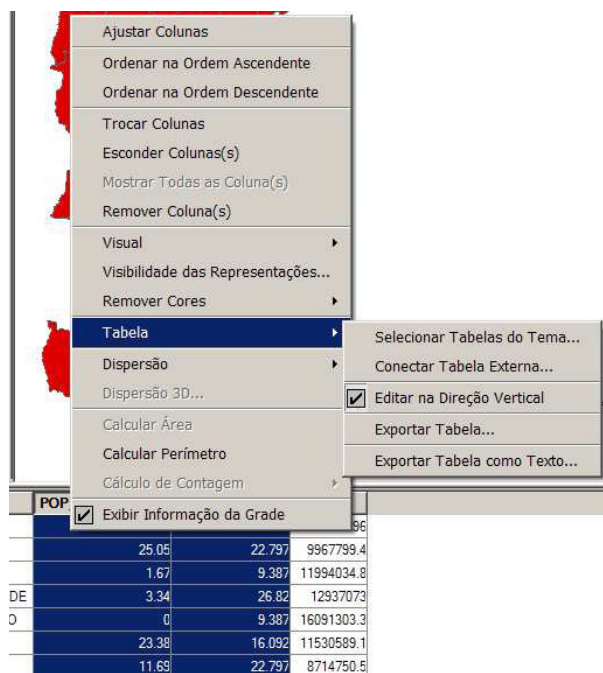 Ajustar Colunas
Ordenar na Ordem Ascendente
Ordenar na Ordem Descendente
Trocar Colunas
Esconder Colunas(s)
Mostrar Todas as Coluna(s)
Remover Coluna(s)
Visual
Visibilidade das Representações...
Remover Cores
Tabela
Dispersão
Dispersão 3D...
Calcular Área
Calcular Perímetro
Cálculo de Contagem
Exibir Informação da Grade
Selecionar Tabelas do Tema...
Conectar Tabela Externa...
Editar na Direção Vertical
Exportar Tabela...
Exportar Tabela como Texto...
POP
96
25.05 22.797 9967799.4
1.67 9.387 11994034.8
DE 3.34 26.82 12937073
O 0 9.387 16091303.3
23.38 16.092 11530589.1
11.69 22.797 8714750.5